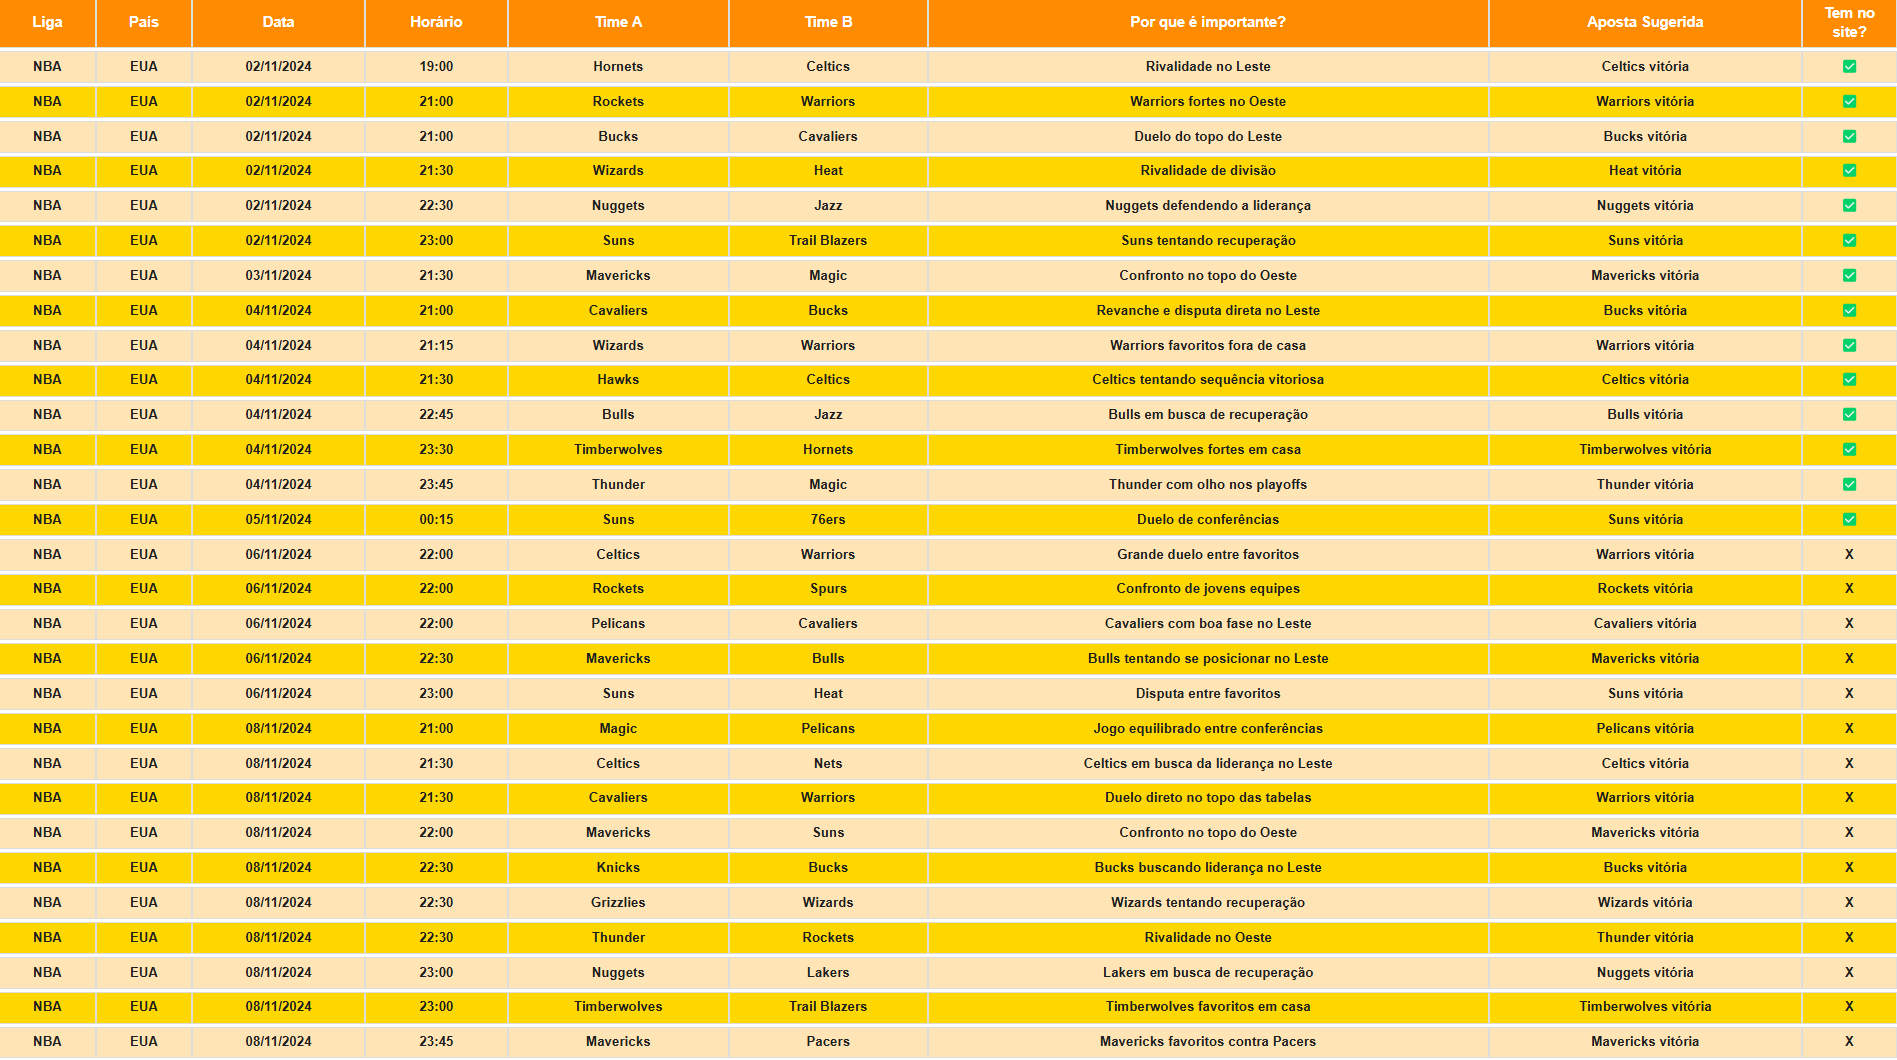 Liga País Data Horário Time A Time B Por que é importante? Aposta Sugerida Tem no site?
NBA EUA 02/11/2024 19:00 Hornets Celtics Rivalidade no Leste Celtics vitória ✅
NBA EUA 02/11/2024 21:00 Rockets Warriors Warriors fortes no Oeste Warriors vitória ✅
NBA EUA 02/11/2024 21:00 Bucks Cavaliers Duelo do topo do Leste Bucks vitória ✅
NBA EUA 02/11/2024 21:30 Wizards Heat Rivalidade de divisão Heat vitória ✅
NBA EUA 02/11/2024 22:30 Nuggets Jazz Nuggets defendendo a liderança Nuggets vitória ✅
NBA EUA 02/11/2024 23:00 Suns Trail Blazers Suns tentando recuperação Suns vitória ✅
NBA EUA 03/11/2024 21:30 Mavericks Magic Confronto no topo do Oeste Mavericks vitória ✅
NBA EUA 04/11/2024 21:00 Cavaliers Bucks Revanche e disputa direta no Leste Bucks vitória ✅
NBA EUA 04/11/2024 21:15 Wizards Warriors Warriors favoritos fora de casa Warriors vitória ✅
NBA EUA 04/11/2024 21:30 Hawks Celtics Celtics tentando sequência vitoriosa Celtics vitória ✅
NBA EUA 04/11/2024 22:45 Bulls Jazz Bulls em busca de recuperação Bulls vitória ✅
NBA EUA 04/11/2024 23:30 Timberwolves Hornets Timberwolves fortes em casa Timberwolves vitória ✅
NBA EUA 04/11/2024 23:45 Thunder Magic Thunder com olho nos playoffs Thunder vitória ✅
NBA EUA 05/11/2024 00:15 Suns 76ers Duelo de conferências Suns vitória ✅
NBA EUA 06/11/2024 22:00 Celtics Warriors Grande duelo entre favoritos Warriors vitória X
NBA EUA 06/11/2024 22:00 Rockets Spurs Confronto de jovens equipes Rockets vitória X
NBA EUA 06/11/2024 22:00 Pelicans Cavaliers Cavaliers com boa fase no Leste Cavaliers vitória X
NBA EUA 06/11/2024 22:30 Mavericks Bulls Bulls tentando se posicionar no Leste Mavericks vitória X
NBA EUA 06/11/2024 23:00 Suns Heat Disputa entre favoritos Suns vitória X
NBA EUA 08/11/2024 21:00 Magic Pelicans Jogo equilibrado entre conferências Pelicans vitória X
NBA EUA 08/11/2024 21:30 Celtics Nets Celtics em busca da liderança no Leste Celtics vitória X
NBA EUA 08/11/2024 21:30 Cavaliers Warriors Duelo direto no topo das tabelas Warriors vitória X
NBA EUA 08/11/2024 22:00 Mavericks Suns Confronto no topo do Oeste Mavericks vitória X
NBA EUA 08/11/2024 22:30 Knicks Bucks Bucks buscando liderança no Leste Bucks vitória X
NBA EUA 08/11/2024 22:30 Grizzlies Wizards Wizards tentando recuperação Wizards vitória X
NBA EUA 08/11/2024 22:30 Thunder Rockets Rivalidade no Oeste Thunder vitória X
NBA EUA 08/11/2024 23:00 Nuggets Lakers Lakers em busca de recuperação Nuggets vitória X
NBA EUA 08/11/2024 23:00 Timberwolves Trail Blazers Timberwolves favoritos em casa Timberwolves vitória X
NBA EUA 08/11/2024 23:45 Mavericks Pacers Mavericks favoritos contra Pacers Mavericks vitória X